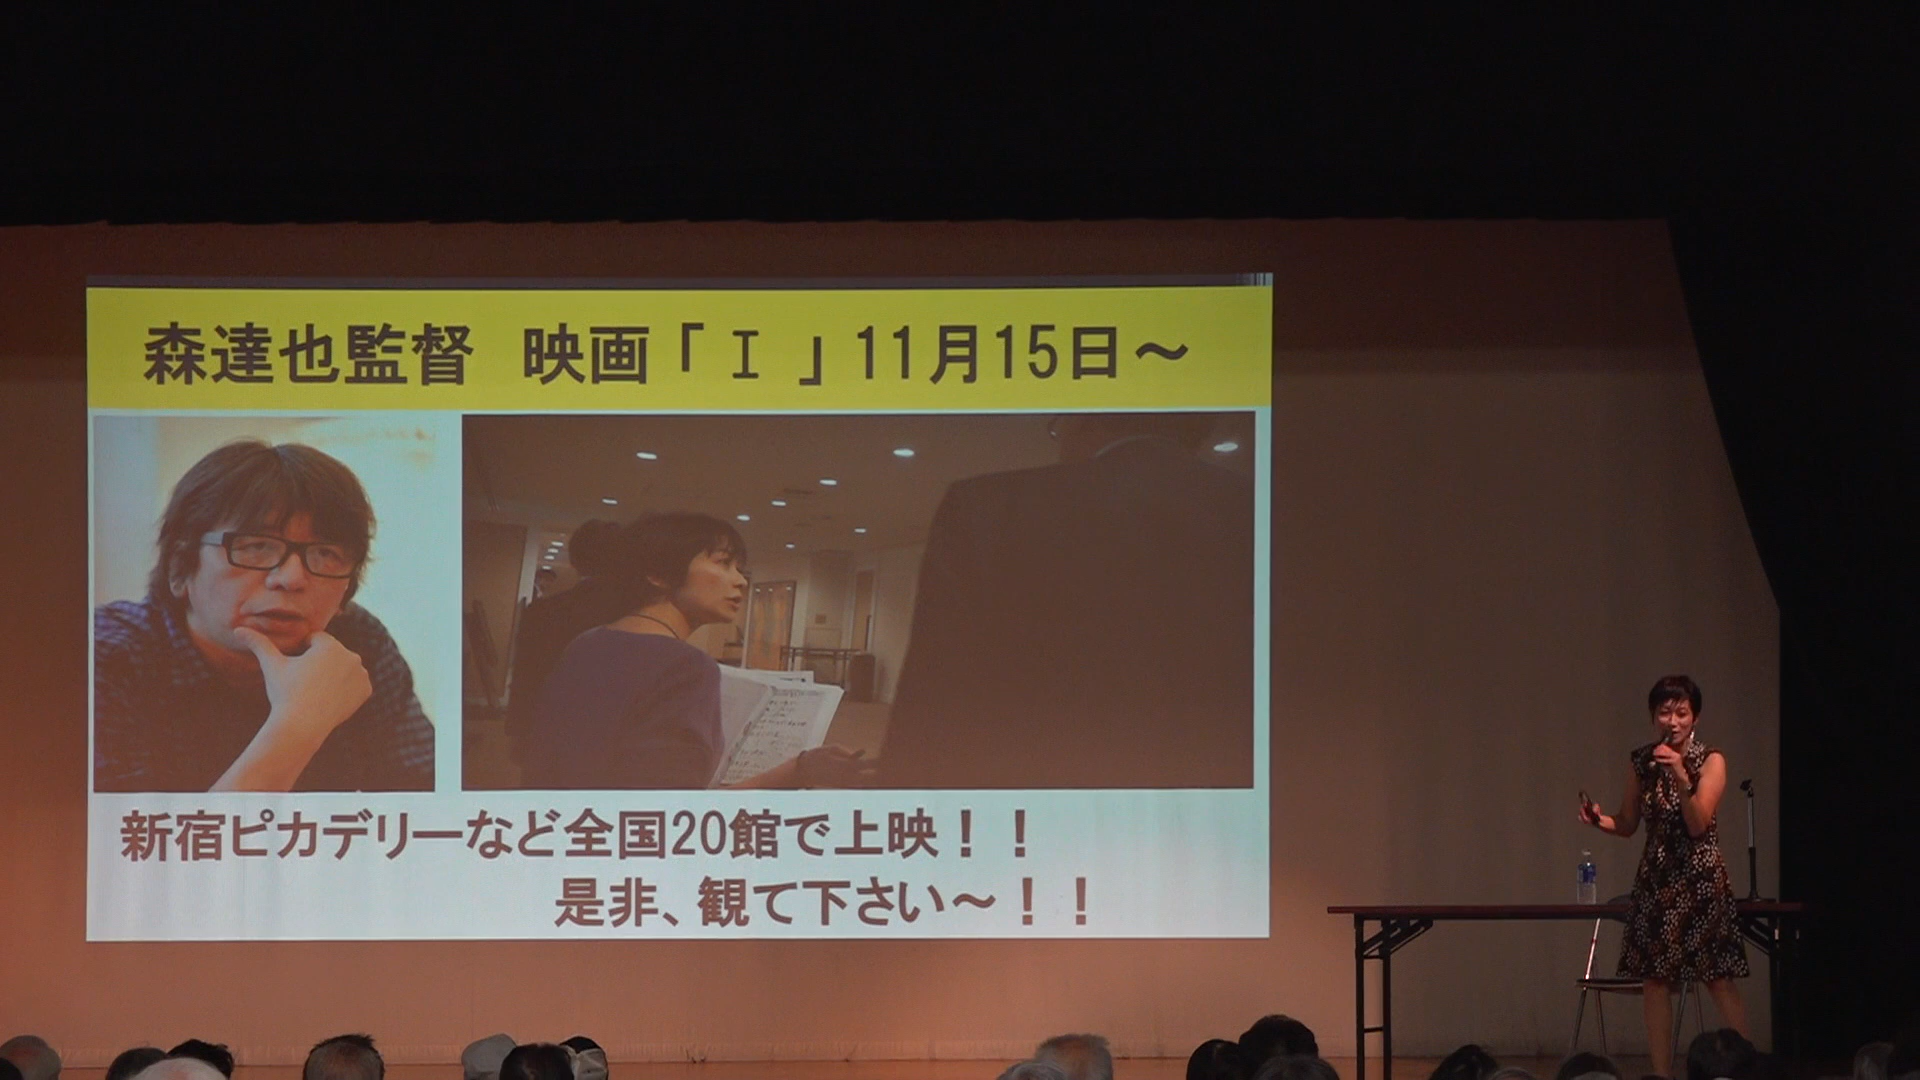 森達也監督 映画「I」11月15日~
新宿ピカデリーなど全国20館で上映!!
是非、観て下さい~!!